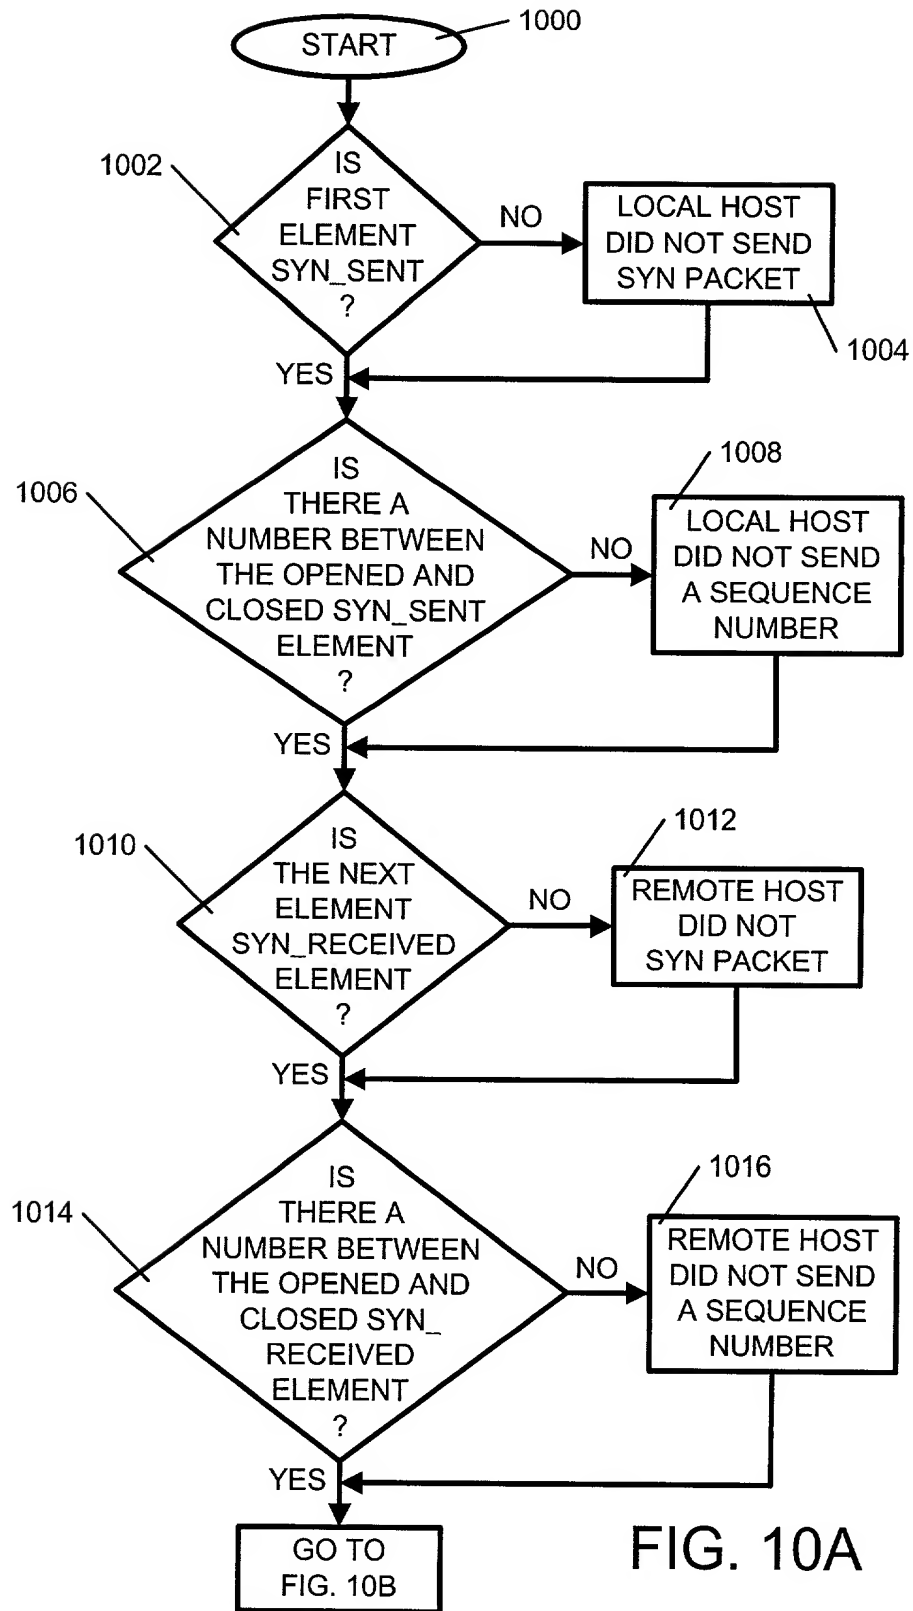 START
1000
1002
IS
FIRST
ELEMENT
SYN_SENT
?
NO
LOCAL HOST
DID NOT SEND
SYN PACKET
1004
YES
1006
IS
THERE A
NUMBER BETWEEN
THE OPENED AND
CLOSED SYN_SENT
ELEMENT
?
NO
1008
LOCAL HOST
DID NOT SEND
A SEQUENCE
NUMBER
YES
1010
IS
THE NEXT
ELEMENT
SYN_RECEIVED
ELEMENT
?
NO
1012
REMOTE HOST
DID NOT
SYN PACKET
YES
1014
IS
THERE A
NUMBER BETWEEN
THE OPENED AND
CLOSED SYN_
RECEIVED
ELEMENT
?
NO
1016
REMOTE HOST
DID NOT SEND
A SEQUENCE
NUMBER
YES
GO TO
FIG. 10B
FIG. 10A